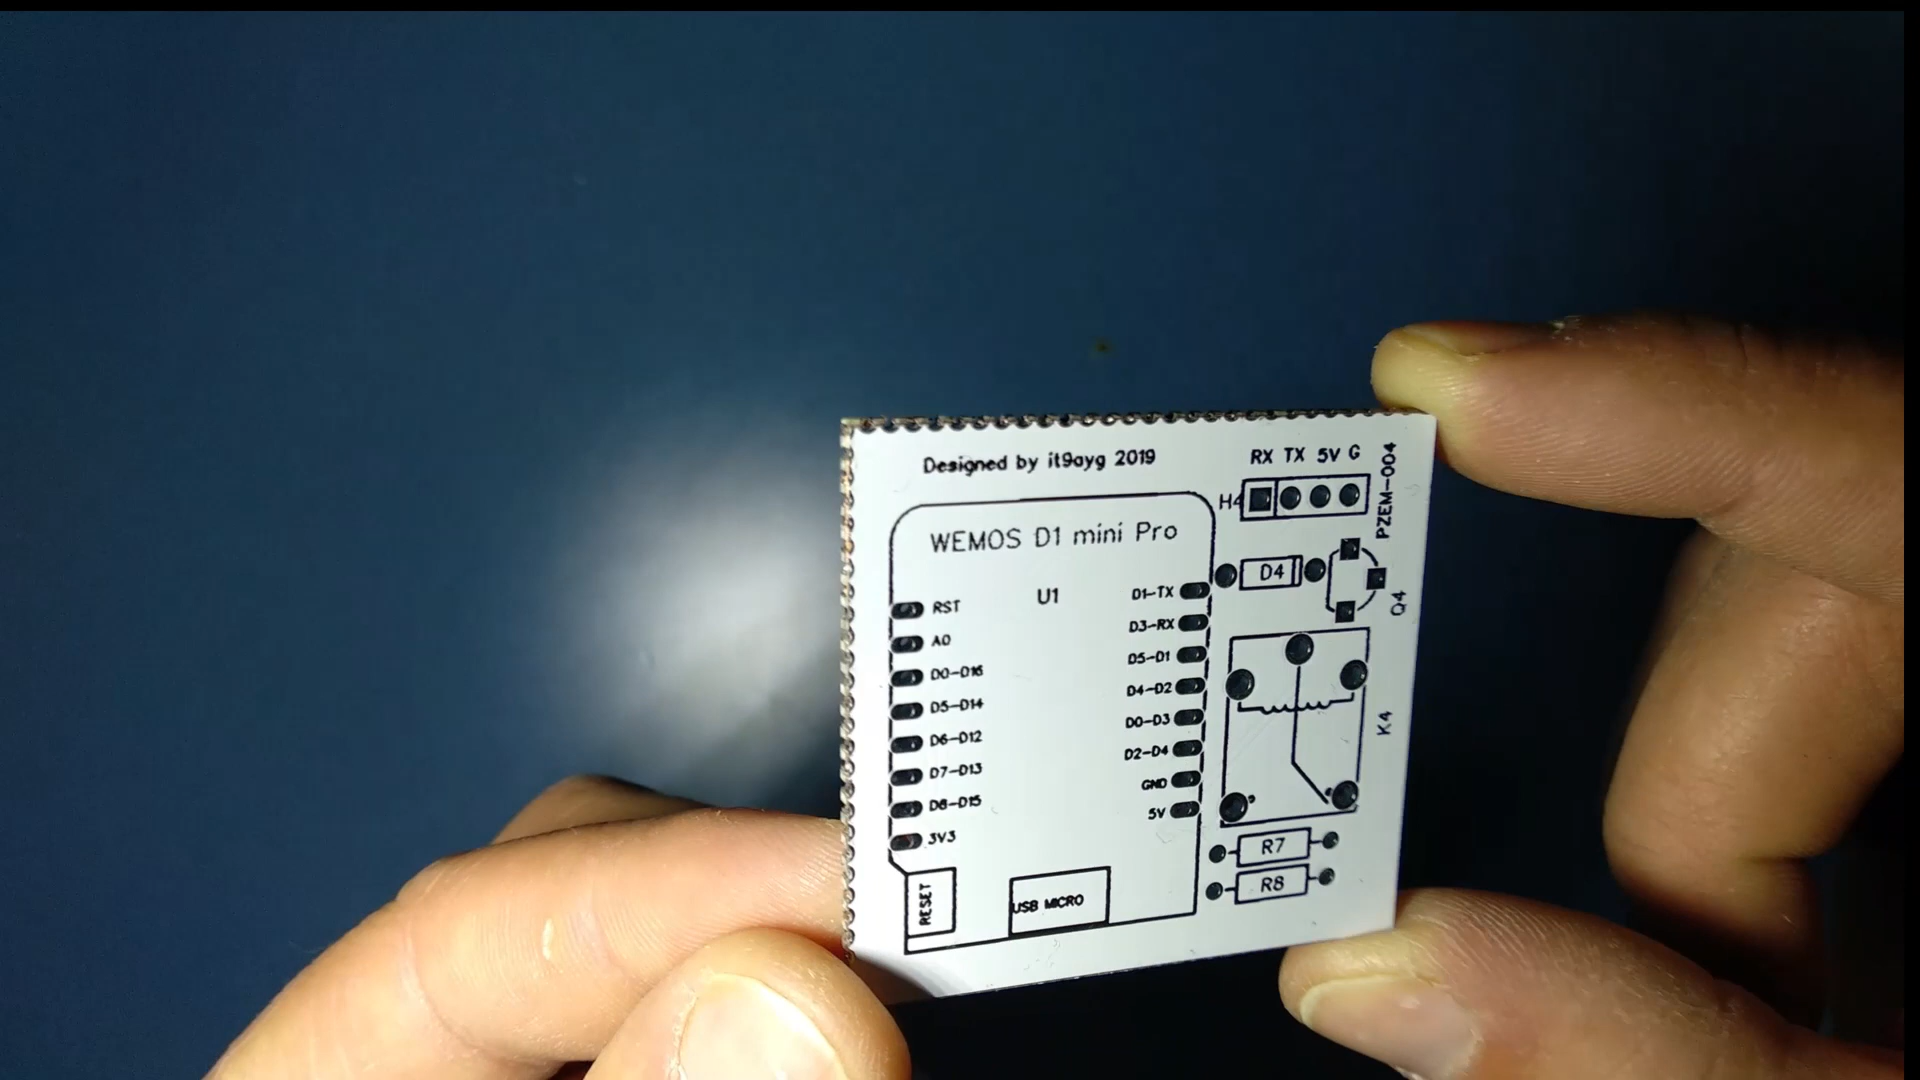 Designed by it9ayg 2019
RX TX 5V G
H4
PZEM-004
WEMOS D1 mini Pro
D4
U1
Q4
RST
A0
D0-D16
D5-D14
D6-D12
D7-D13
D8-D15
3V3
D1-TX
D3-RX
D5-D1
D4-D2
D0-D3
D2-D4
GND
5V
K4
R7
R8
RESET
USB MICRO